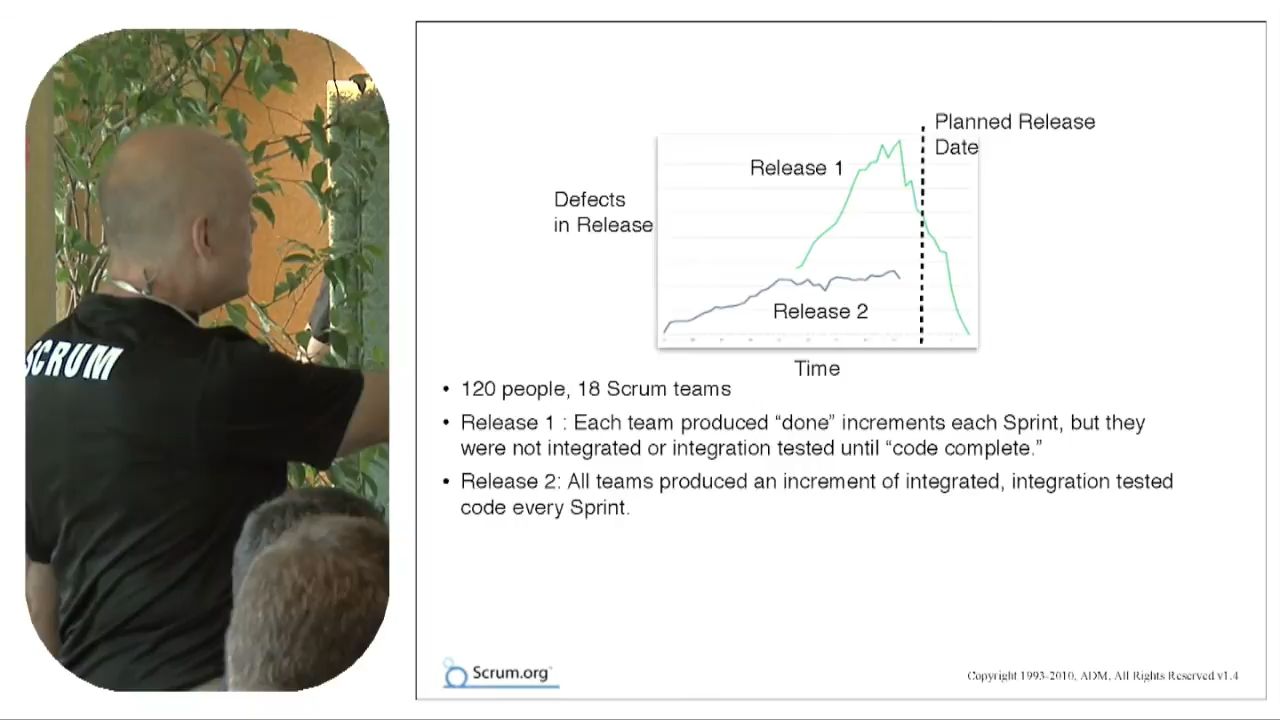 SCRUM
Planned Release
Date
Release 1
Defects
in Release
Release 2
Time
• 120 people, 18 Scrum teams
• Release 1 : Each team produced “done” increments each Sprint, but they
were not integrated or integration tested until “code complete.”
• Release 2: All teams produced an increment of integrated, integration tested
code every Sprint.
Scrum.org
Copyright 1993-2010, ADM, All Rights Reserved v1.4